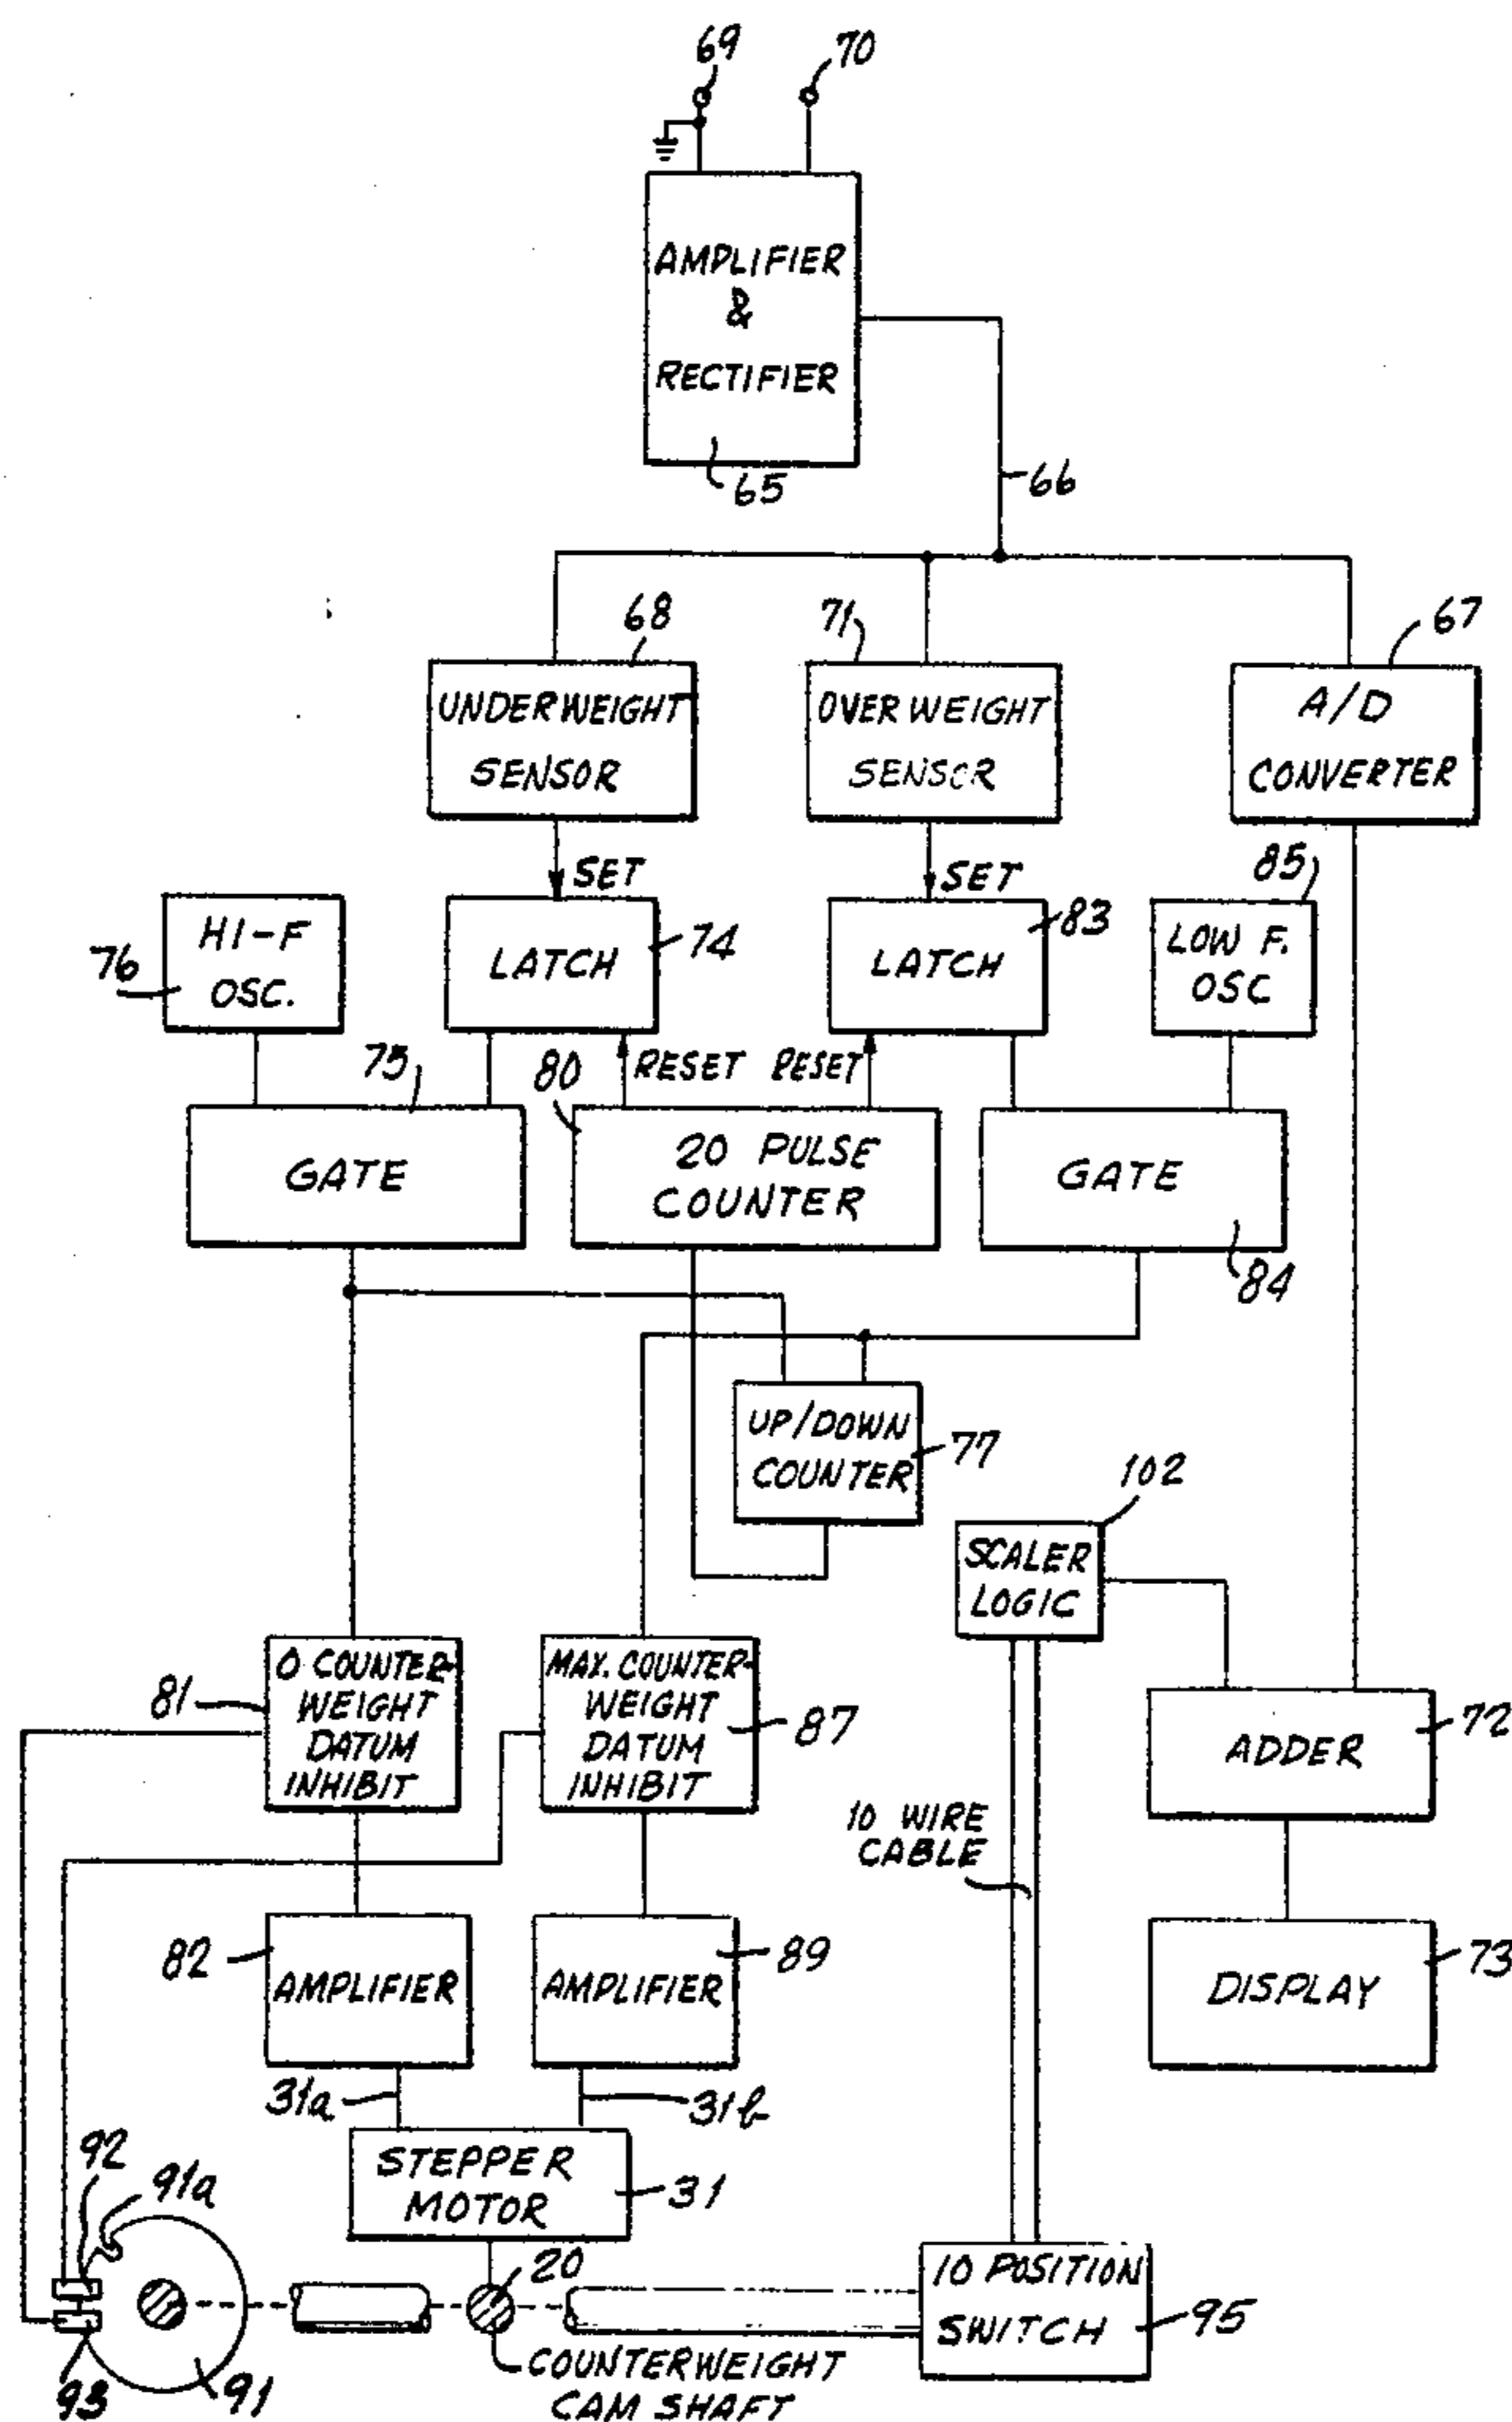 69
70
AMPLIFIER
&
RECTIFIER
65
66
68
71
67
UNDERWEIGHT
SENSOR
OVERWEIGHT
SENSOR
A/D
CONVERTER
85
SET
SET
HI-F
OSC.
76
LATCH
74
LATCH
83
LOW F.
OSC
75
80
RESET
RESET
GATE
20 PULSE
COUNTER
GATE
84
UP/DOWN
COUNTER
77
102
SCALER
LOGIC
0 COUNTER-
WEIGHT
DATUM
INHIBIT
81
MAX. COUNTER-
WEIGHT
DATUM
INHIBIT
87
ADDER
72
10 WIRE
CABLE
82
AMPLIFIER
AMPLIFIER
89
DISPLAY
73
31a
31b
92
91a
STEPPER
MOTOR
31
20
10 POSITION
SWITCH
95
COUNTERWEIGHT
CAM SHAFT
93
91